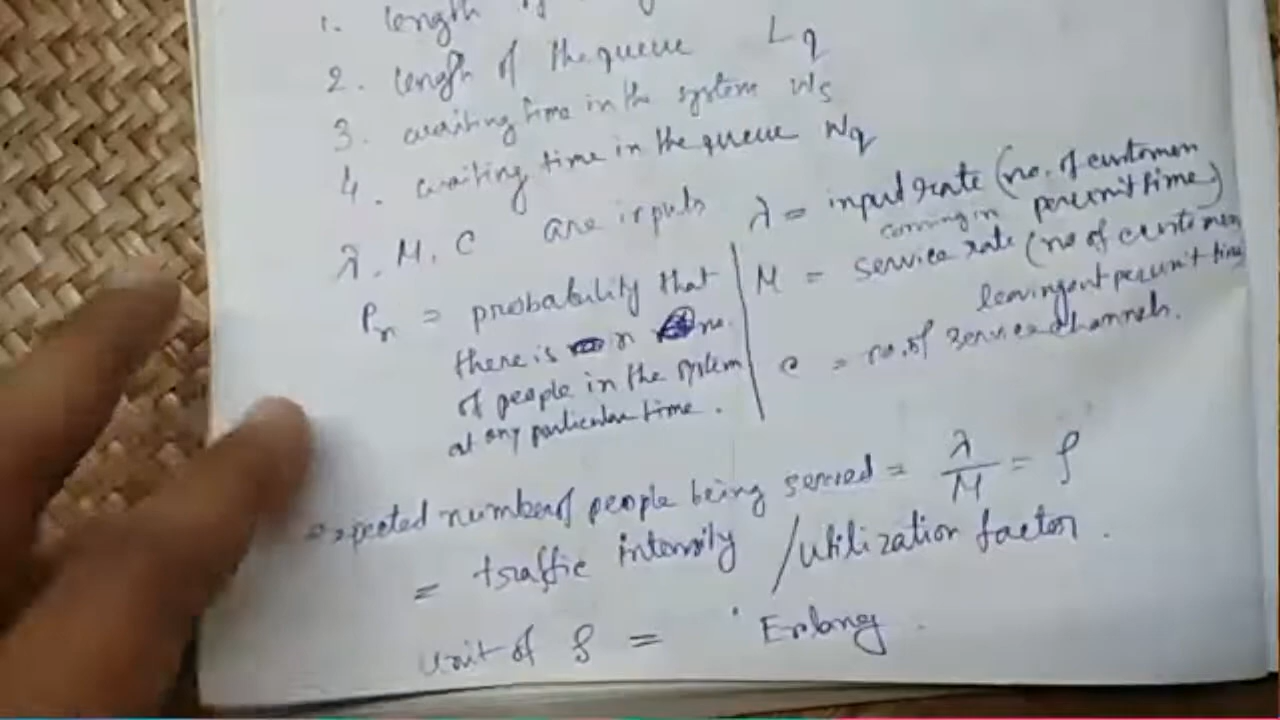 1. length of
2. length of the queue Lq
3. waiting time in the system Ws
4. waiting time in the queue Wq
λ, M, C are inputs
Pn = probability that
there is n no.
of people in the system
at any particular time.
λ = input rate (no. of customers
coming in per unit time)
M = service rate (no of customers
leaving out per unit time
c = no. of service channels.
expected number of people being served = λ/M = ρ
= traffic intensity / utilization factor.
unit of ρ = Erlang.